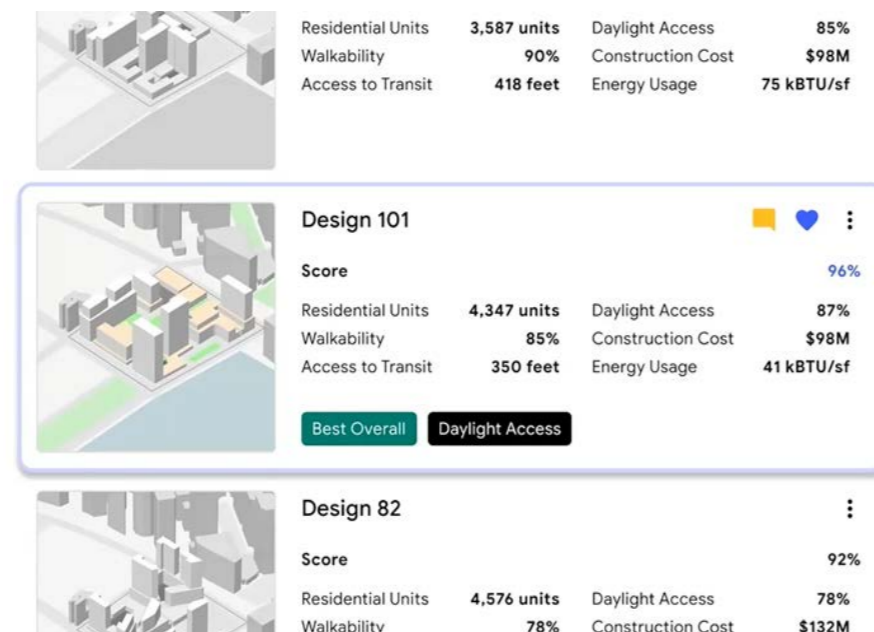 Residential Units 3,587 units Daylight Access 85%
Walkability 90% Construction Cost $98M
Access to Transit 418 feet Energy Usage 75 kBTU/sf
Design 101
Score 96%
Residential Units 4,347 units Daylight Access 87%
Walkability 85% Construction Cost $98M
Access to Transit 350 feet Energy Usage 41 kBTU/sf
Best Overall Daylight Access
Design 82
Score 92%
Residential Units 4,576 units Daylight Access 78%
Walkability 78% Construction Cost $132M